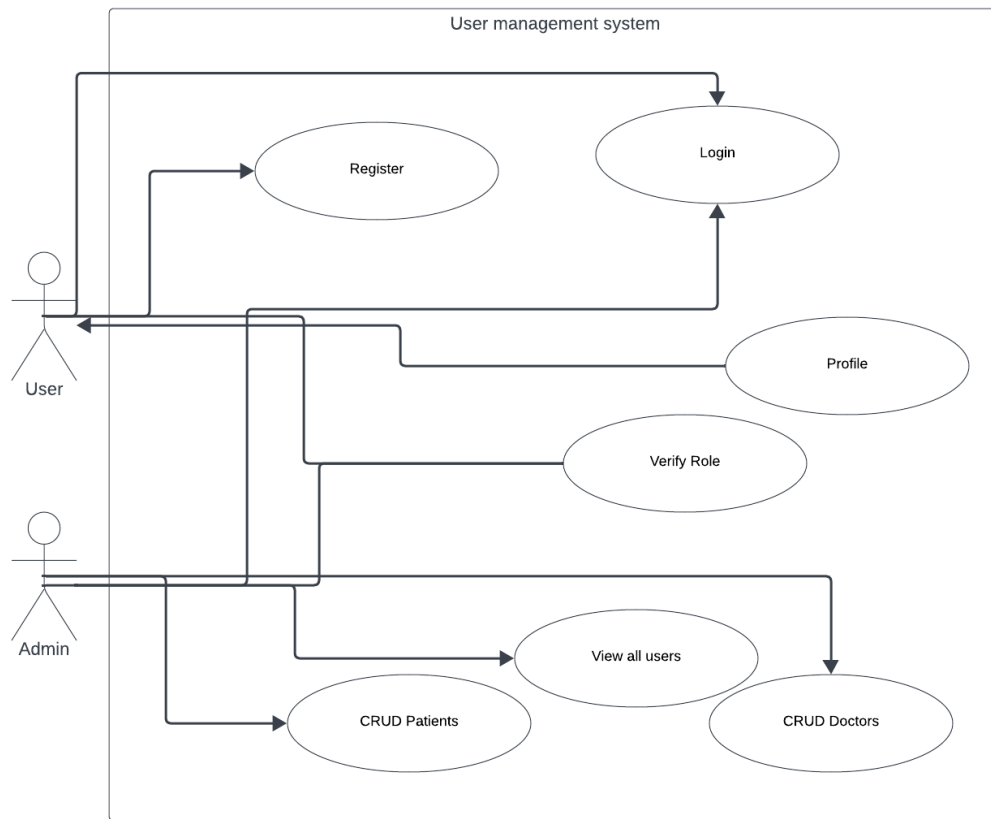 User management system
Login
Register
User
Profile
Verify Role
Admin
View all users
CRUD Patients
CRUD Doctors